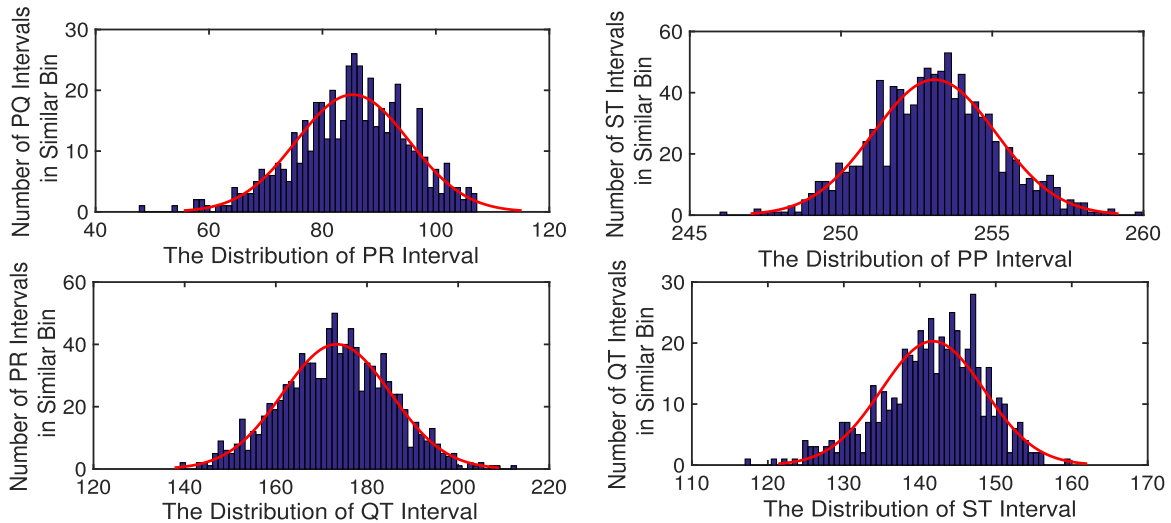 Number of PQ Intervals
in Similar Bin
30
20
10
0
40 60 80 100 120
The Distribution of PR Interval
Number of ST Intervals
in Similar Bin
60
40
20
0
245 250 255 260
The Distribution of PP Interval
Number of PR Intervals
in Similar Bin
60
40
20
0
120 140 160 180 200 220
The Distribution of QT Interval
Number of QT Intervals
in Similar Bin
30
20
10
0
110 120 130 140 150 160 170
The Distribution of ST Interval